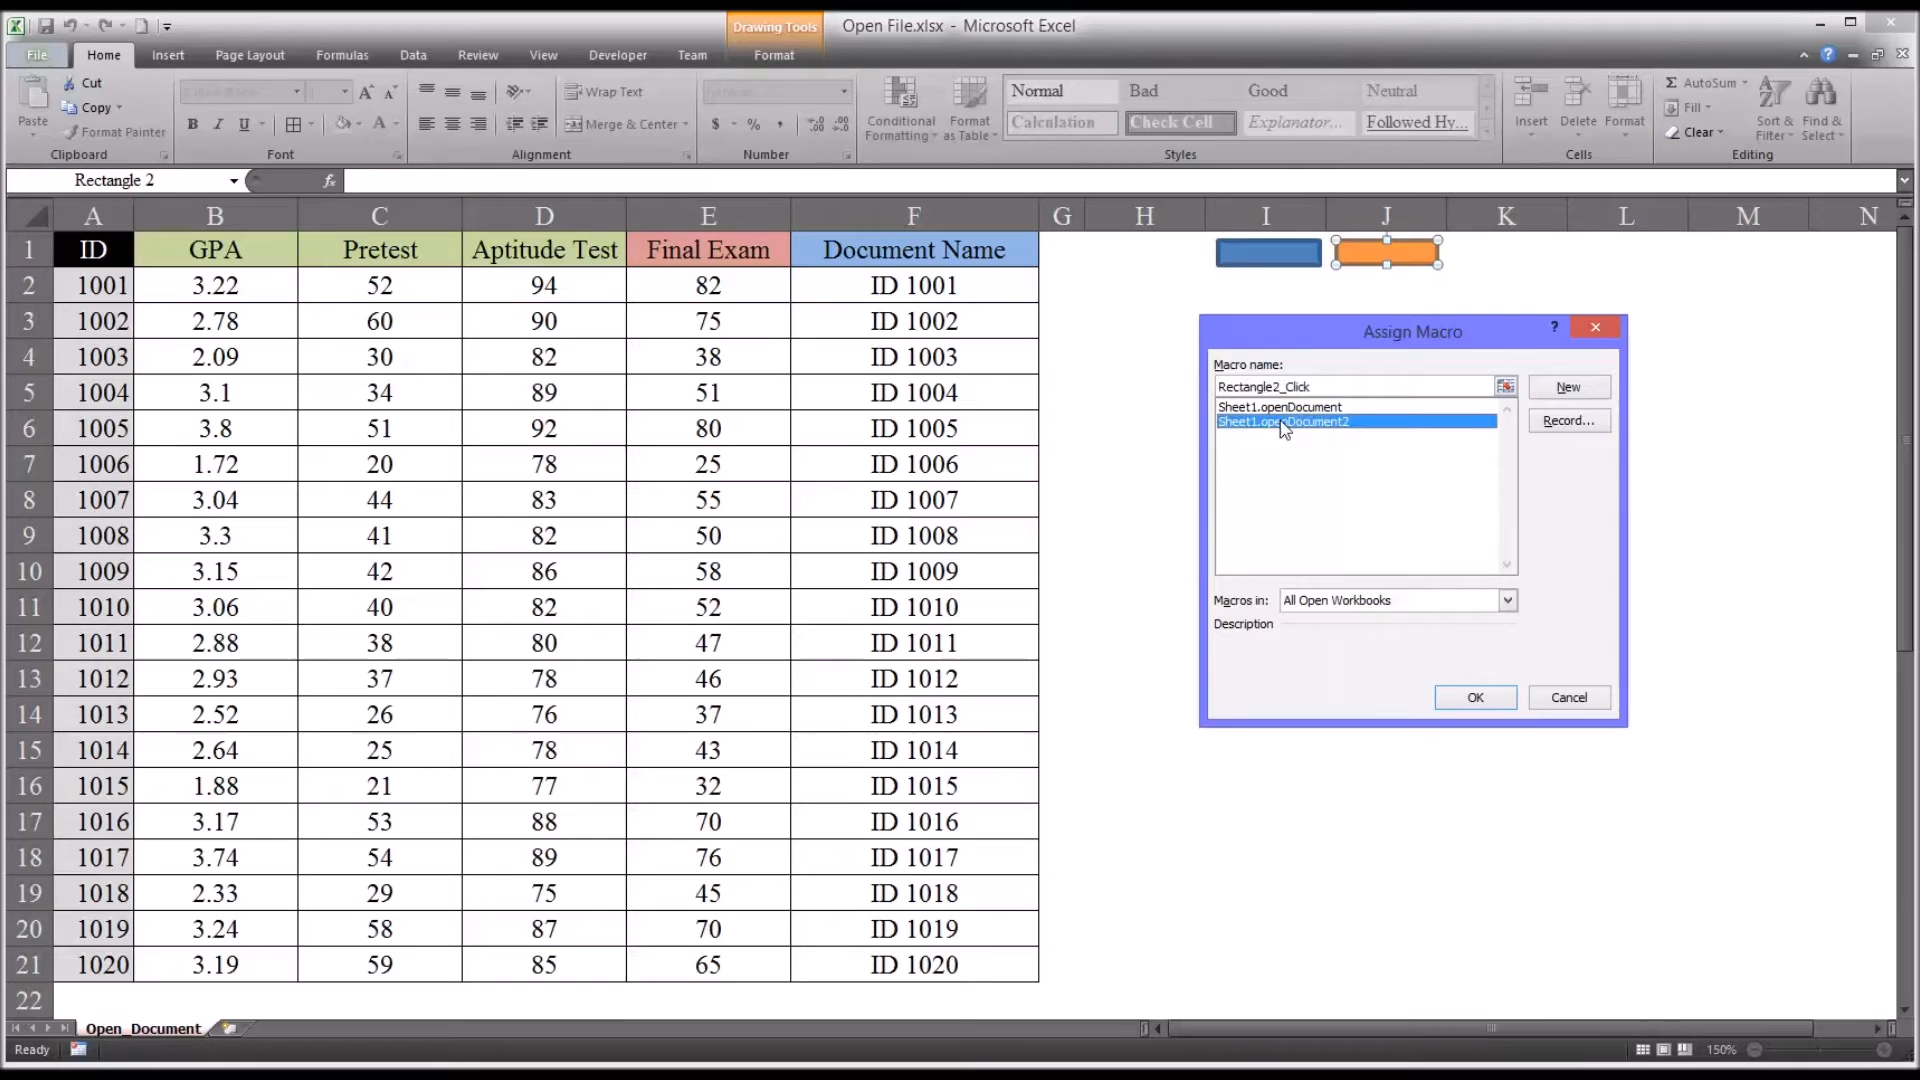 Drawing Tools
Open File.xlsx - Microsoft Excel
File Home Insert Page Layout Formulas Data Review View Developer Team Format
Paste
Cut
Copy
Format Painter
Clipboard
B I U
Font
Wrap Text
Merge & Center
Alignment
$ % ,
Number
Conditional Formatting
Format as Table
Normal Bad Good Neutral
Calculation Check Cell Explanator... Followed Hy...
Styles
Insert Delete Format
Cells
Σ AutoSum
Fill
Clear
Sort & Filter
Find & Select
Editing
Rectangle 2
fx
A B C D E F G H I J K L M N
1 ID GPA Pretest Aptitude Test Final Exam Document Name
2 1001 3.22 52 94 82 ID 1001
3 1002 2.78 60 90 75 ID 1002
4 1003 2.09 30 82 38 ID 1003
5 1004 3.1 34 89 51 ID 1004
6 1005 3.8 51 92 80 ID 1005
7 1006 1.72 20 78 25 ID 1006
8 1007 3.04 44 83 55 ID 1007
9 1008 3.3 41 82 50 ID 1008
10 1009 3.15 42 86 58 ID 1009
11 1010 3.06 40 82 52 ID 1010
12 1011 2.88 38 80 47 ID 1011
13 1012 2.93 37 78 46 ID 1012
14 1013 2.52 26 76 37 ID 1013
15 1014 2.64 25 78 43 ID 1014
16 1015 1.88 21 77 32 ID 1015
17 1016 3.17 53 88 70 ID 1016
18 1017 3.74 54 89 76 ID 1017
19 1018 2.33 29 75 45 ID 1018
20 1019 3.24 58 87 70 ID 1019
21 1020 3.19 59 85 65 ID 1020
22
Assign Macro
Macro name:
Rectangle2_Click
Sheet1.openDocument
Sheet1.openDocument2
New
Record...
Macros in: All Open Workbooks
Description
OK Cancel
Open_Document
Ready
150%